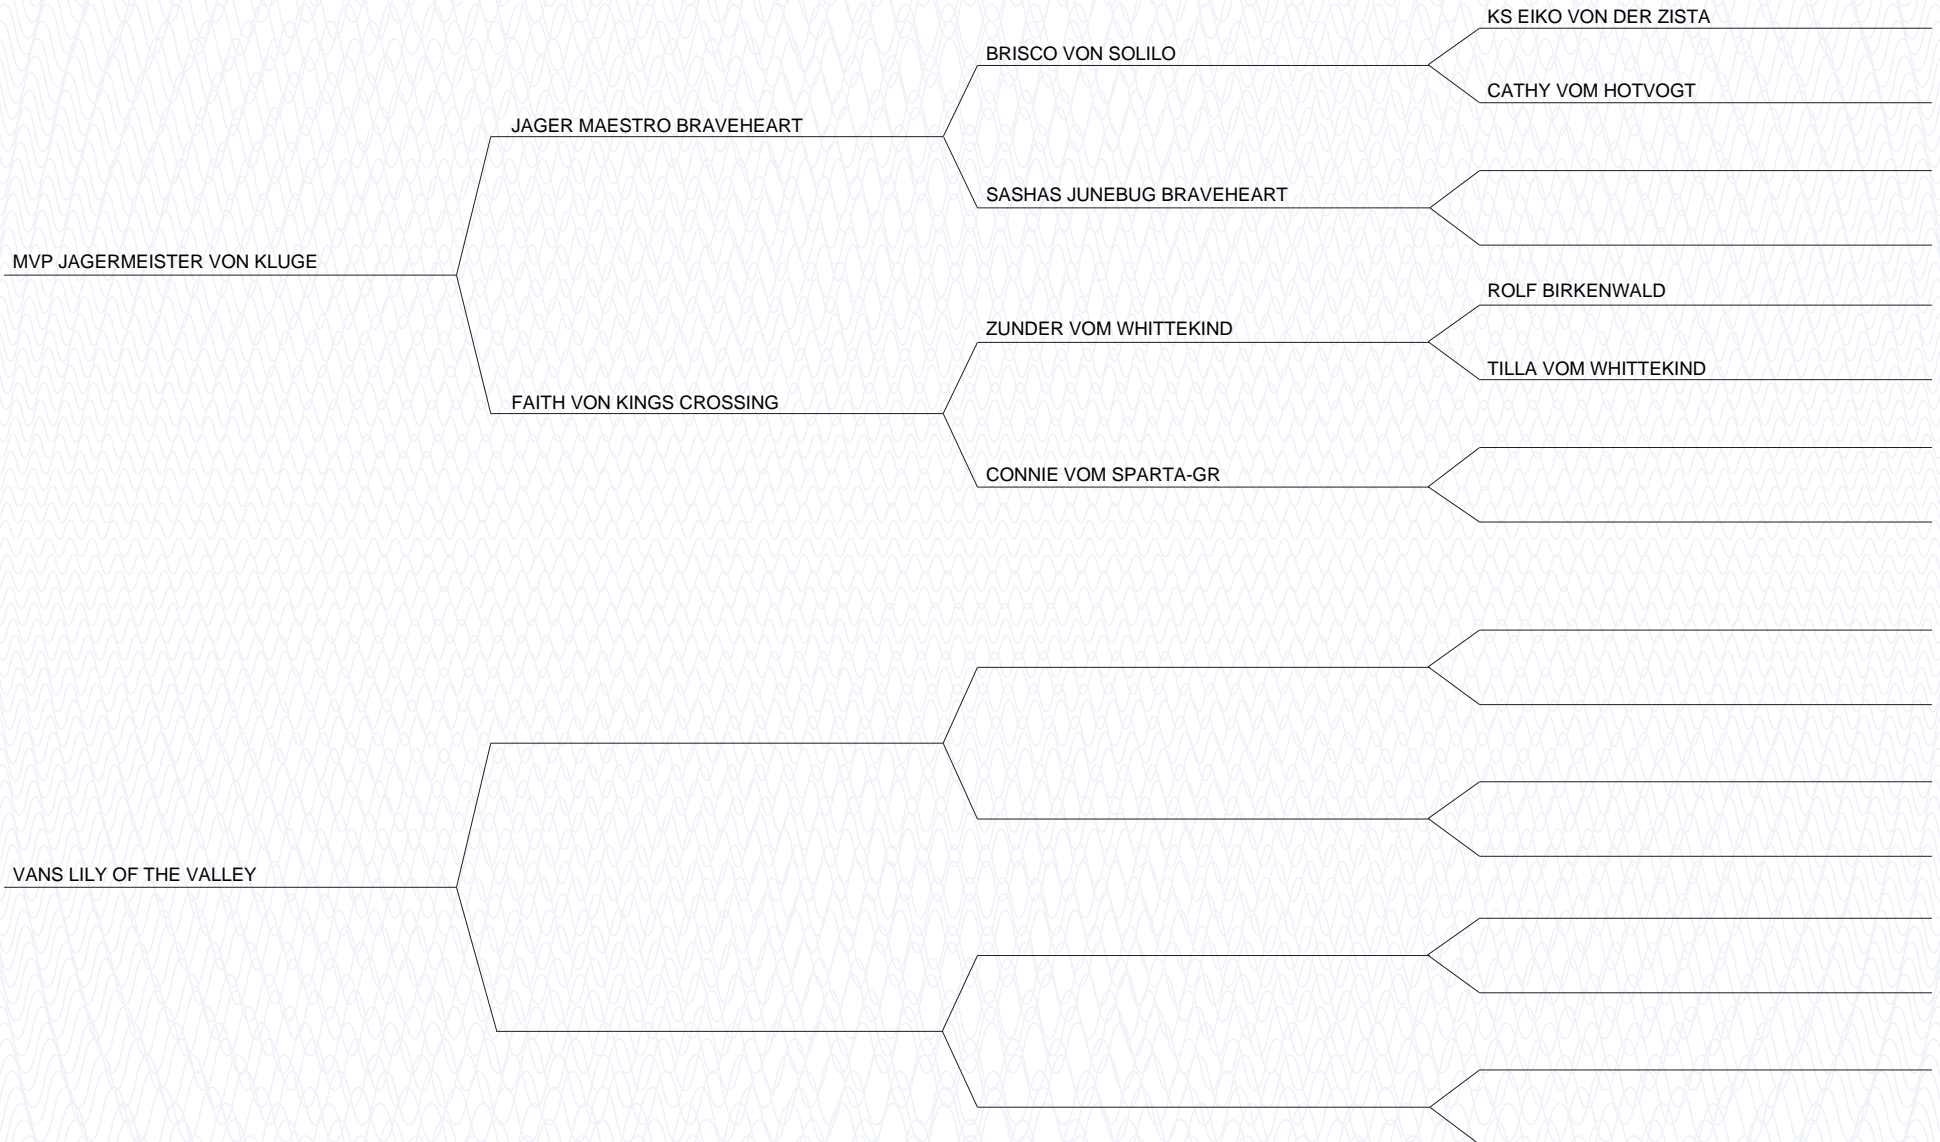 KS EIKO VON DER ZISTA
BRISCO VON SOLILO
CATHY VOM HOTVOGT
JAGER MAESTRO BRAVEHEART
SASHAS JUNEBUG BRAVEHEART
MVP JAGERMEISTER VON KLUGE
ROLF BIRKENWALD
ZUNDER VOM WHITTEKIND
TILLA VOM WHITTEKIND
FAITH VON KINGS CROSSING
CONNIE VOM SPARTA-GR
VANS LILY OF THE VALLEY